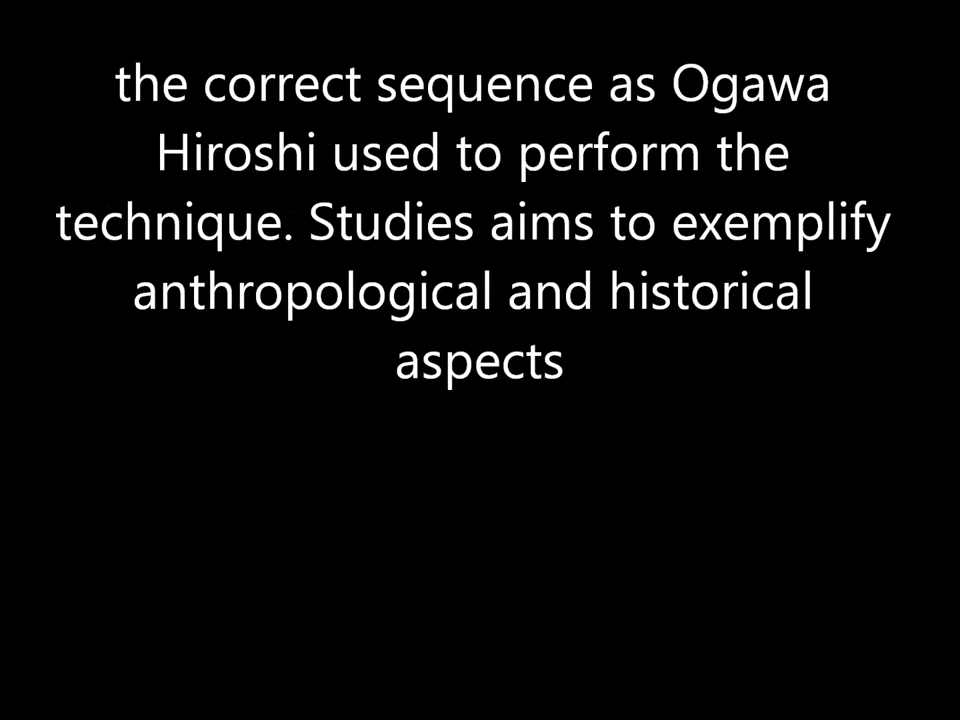 the correct sequence as Ogawa
Hiroshi used to perform the
technique. Studies aims to exemplify
anthropological and historical
aspects